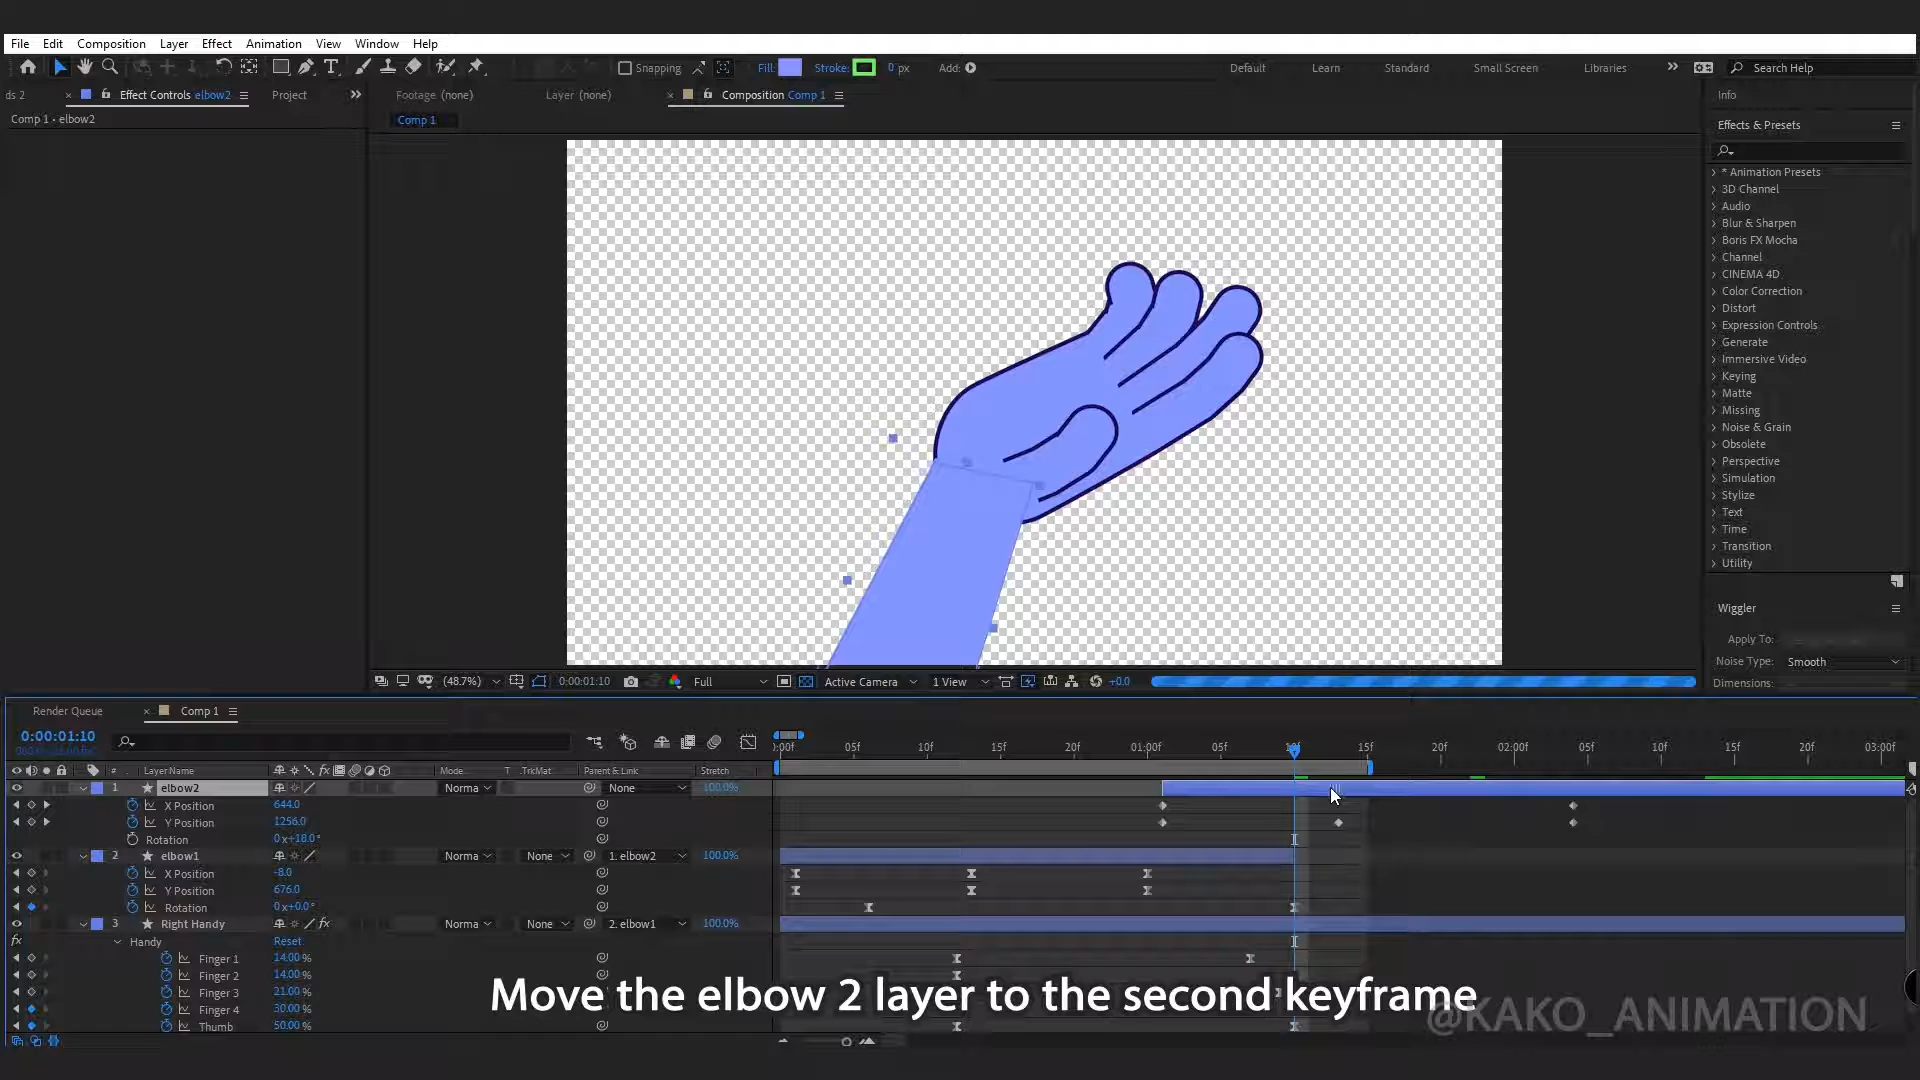 File Edit Composition Layer Effect Animation View Window Help
Snapping Fill: Stroke: 0 px Add: Default Learn Standard Small Screen Libraries Search Help
ds 2 Effect Controls elbow2 Project Footage (none) Layer (none) Composition Comp 1 Info
Comp 1 • elbow2
Comp 1
Effects & Presets
* Animation Presets
3D Channel
Audio
Blur & Sharpen
Boris FX Mocha
Channel
CINEMA 4D
Color Correction
Distort
Expression Controls
Generate
Immersive Video
Keying
Matte
Missing
Noise & Grain
Obsolete
Perspective
Simulation
Stylize
Text
Time
Transition
Utility
Wiggler
Apply To:
Noise Type: Smooth
Dimensions:
(48.7%) 0:00:01:10 Full Active Camera 1 View +0.0
Render Queue Comp 1
0:00:01:10
:00f 05f 10f 15f 20f 01:00f 05f 15f 20f 02:00f 05f 10f 15f 20f 03:00f
# Layer Name Mode T .TrkMat Parent & Link Stretch
1 elbow2 Norma None 100.0%
X Position 644.0
Y Position 1256.0
Rotation 0x+18.0°
2 elbow1 Norma None 1. elbow2 100.0%
X Position -8.0
Y Position 676.0
Rotation 0x+0.0°
3 Right Handy fx Norma None 2. elbow1 100.0%
fx Handy Reset
Finger 1 14.00 %
Finger 2 14.00 %
Finger 3 21.00 %
Finger 4 30.00 %
Thumb 50.00 %
Move the elbow 2 layer to the second keyframe
@KAKO_ANIMATION